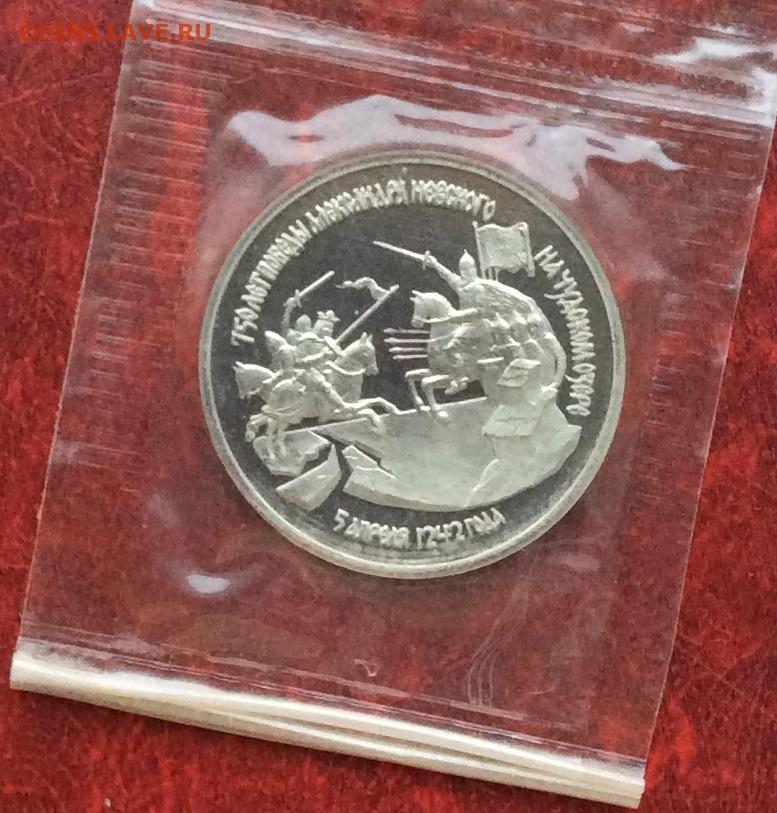 COINS.LAVE.RU
750 ЛЕТ ПОБЕДЫ АЛЕКСАНДРА НЕВСКОГО
НА ЧУДСКОМ ОЗЕРЕ
5 АПРЕЛЯ 1242 ГОДА